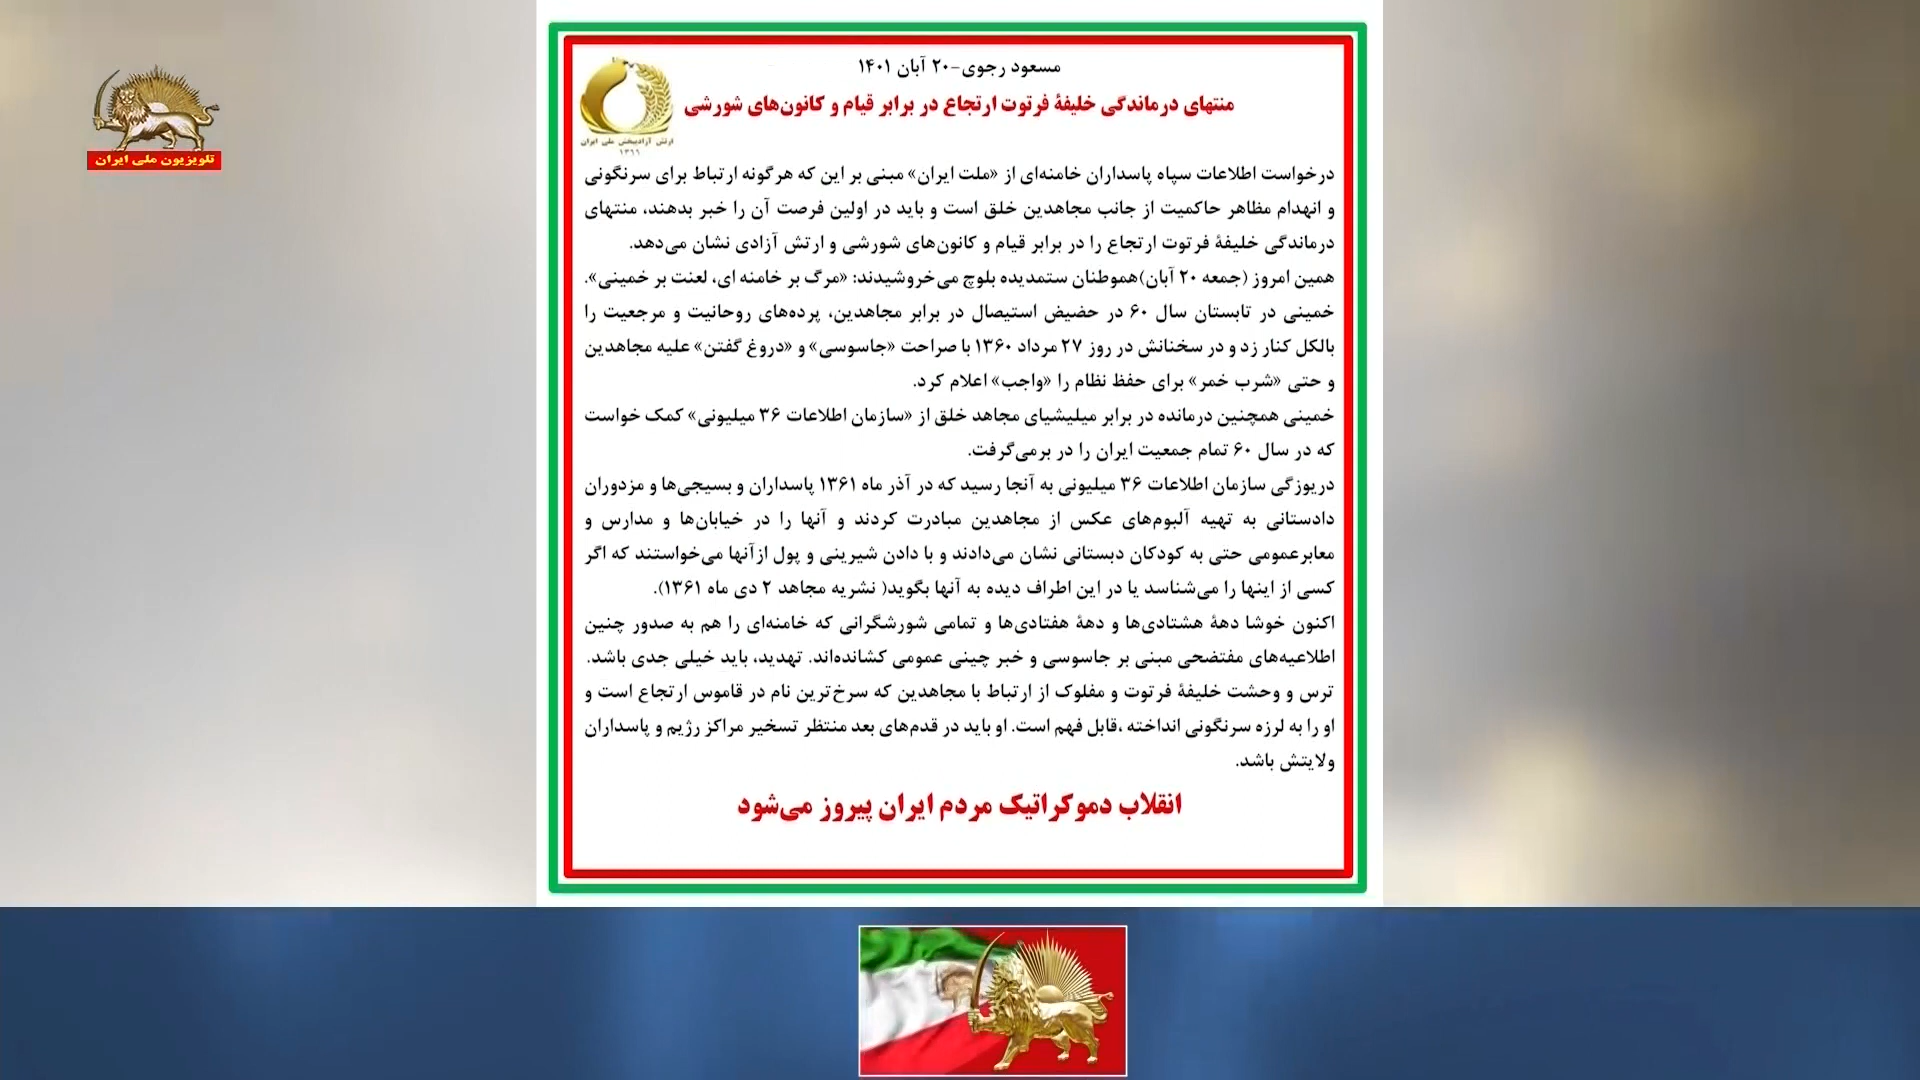 تلویزیون ملی ایران
ارتش آزادیبخش ملی ایران
۱۳۶۶
مسعود رجوی-۲۰ آبان ۱۴۰۱
منتهای درماندگی خلیفهٔ فرتوت ارتجاع در برابر قیام و کانون‌های شورشی
درخواست اطلاعات سپاه پاسداران خامنه‌ای از «ملت ایران» مبنی بر این که هرگونه ارتباط برای سرنگونی
و انهدام مظاهر حاکمیت از جانب مجاهدین خلق است و باید در اولین فرصت آن را خبر بدهند، منتهای
درماندگی خلیفهٔ فرتوت ارتجاع را در برابر قیام و کانون‌های شورشی و ارتش آزادی نشان می‌دهد.
همین امروز (جمعه ۲۰ آبان)هموطنان ستمدیده بلوچ می‌خروشیدند: «مرگ بر خامنه ای، لعنت بر خمینی».
خمینی در تابستان سال ۶۰ در حضیض استیصال در برابر مجاهدین، پرده‌های روحانیت و مرجعیت را
بالکل کنار زد و در سخنانش در روز ۲۷ مرداد ۱۳۶۰ با صراحت «جاسوسی» و «دروغ گفتن» علیه مجاهدین
و حتی «شرب خمر» برای حفظ نظام را «واجب» اعلام کرد.
خمینی همچنین درمانده در برابر میلیشیای مجاهد خلق از «سازمان اطلاعات ۳۶ میلیونی» کمک خواست
که در سال ۶۰ تمام جمعیت ایران را در برمی‌گرفت.
دریوزگی سازمان اطلاعات ۳۶ میلیونی به آنجا رسید که در آذر ماه ۱۳۶۱ پاسداران و بسیجی‌ها و مزدوران
دادستانی به تهیه آلبوم‌های عکس از مجاهدین مبادرت کردند و آنها را در خیابان‌ها و مدارس و
معابرعمومی حتی به کودکان دبستانی نشان می‌دادند و با دادن شیرینی و پول ازآنها می‌خواستند که اگر
کسی از اینها را می‌شناسد یا در این اطراف دیده به آنها بگوید( نشریه مجاهد ۲ دی ماه ۱۳۶۱).
اکنون خوشا دههٔ هشتادی‌ها و دههٔ هفتادی‌ها و تمامی شورشگرانی که خامنه‌ای را هم به صدور چنین
اطلاعیه‌های مفتضحی مبنی بر جاسوسی و خبر چینی عمومی کشانده‌اند. تهدید، باید خیلی جدی باشد.
ترس و وحشت خلیفهٔ فرتوت و مفلوک از ارتباط با مجاهدین که سرخ‌ترین نام در قاموس ارتجاع است و
او را به لرزه سرنگونی انداخته ،قابل فهم است. او باید در قدم‌های بعد منتظر تسخیر مراکز رژیم و پاسداران
ولایتش باشد.
انقلاب دموکراتیک مردم ایران پیروز می‌شود